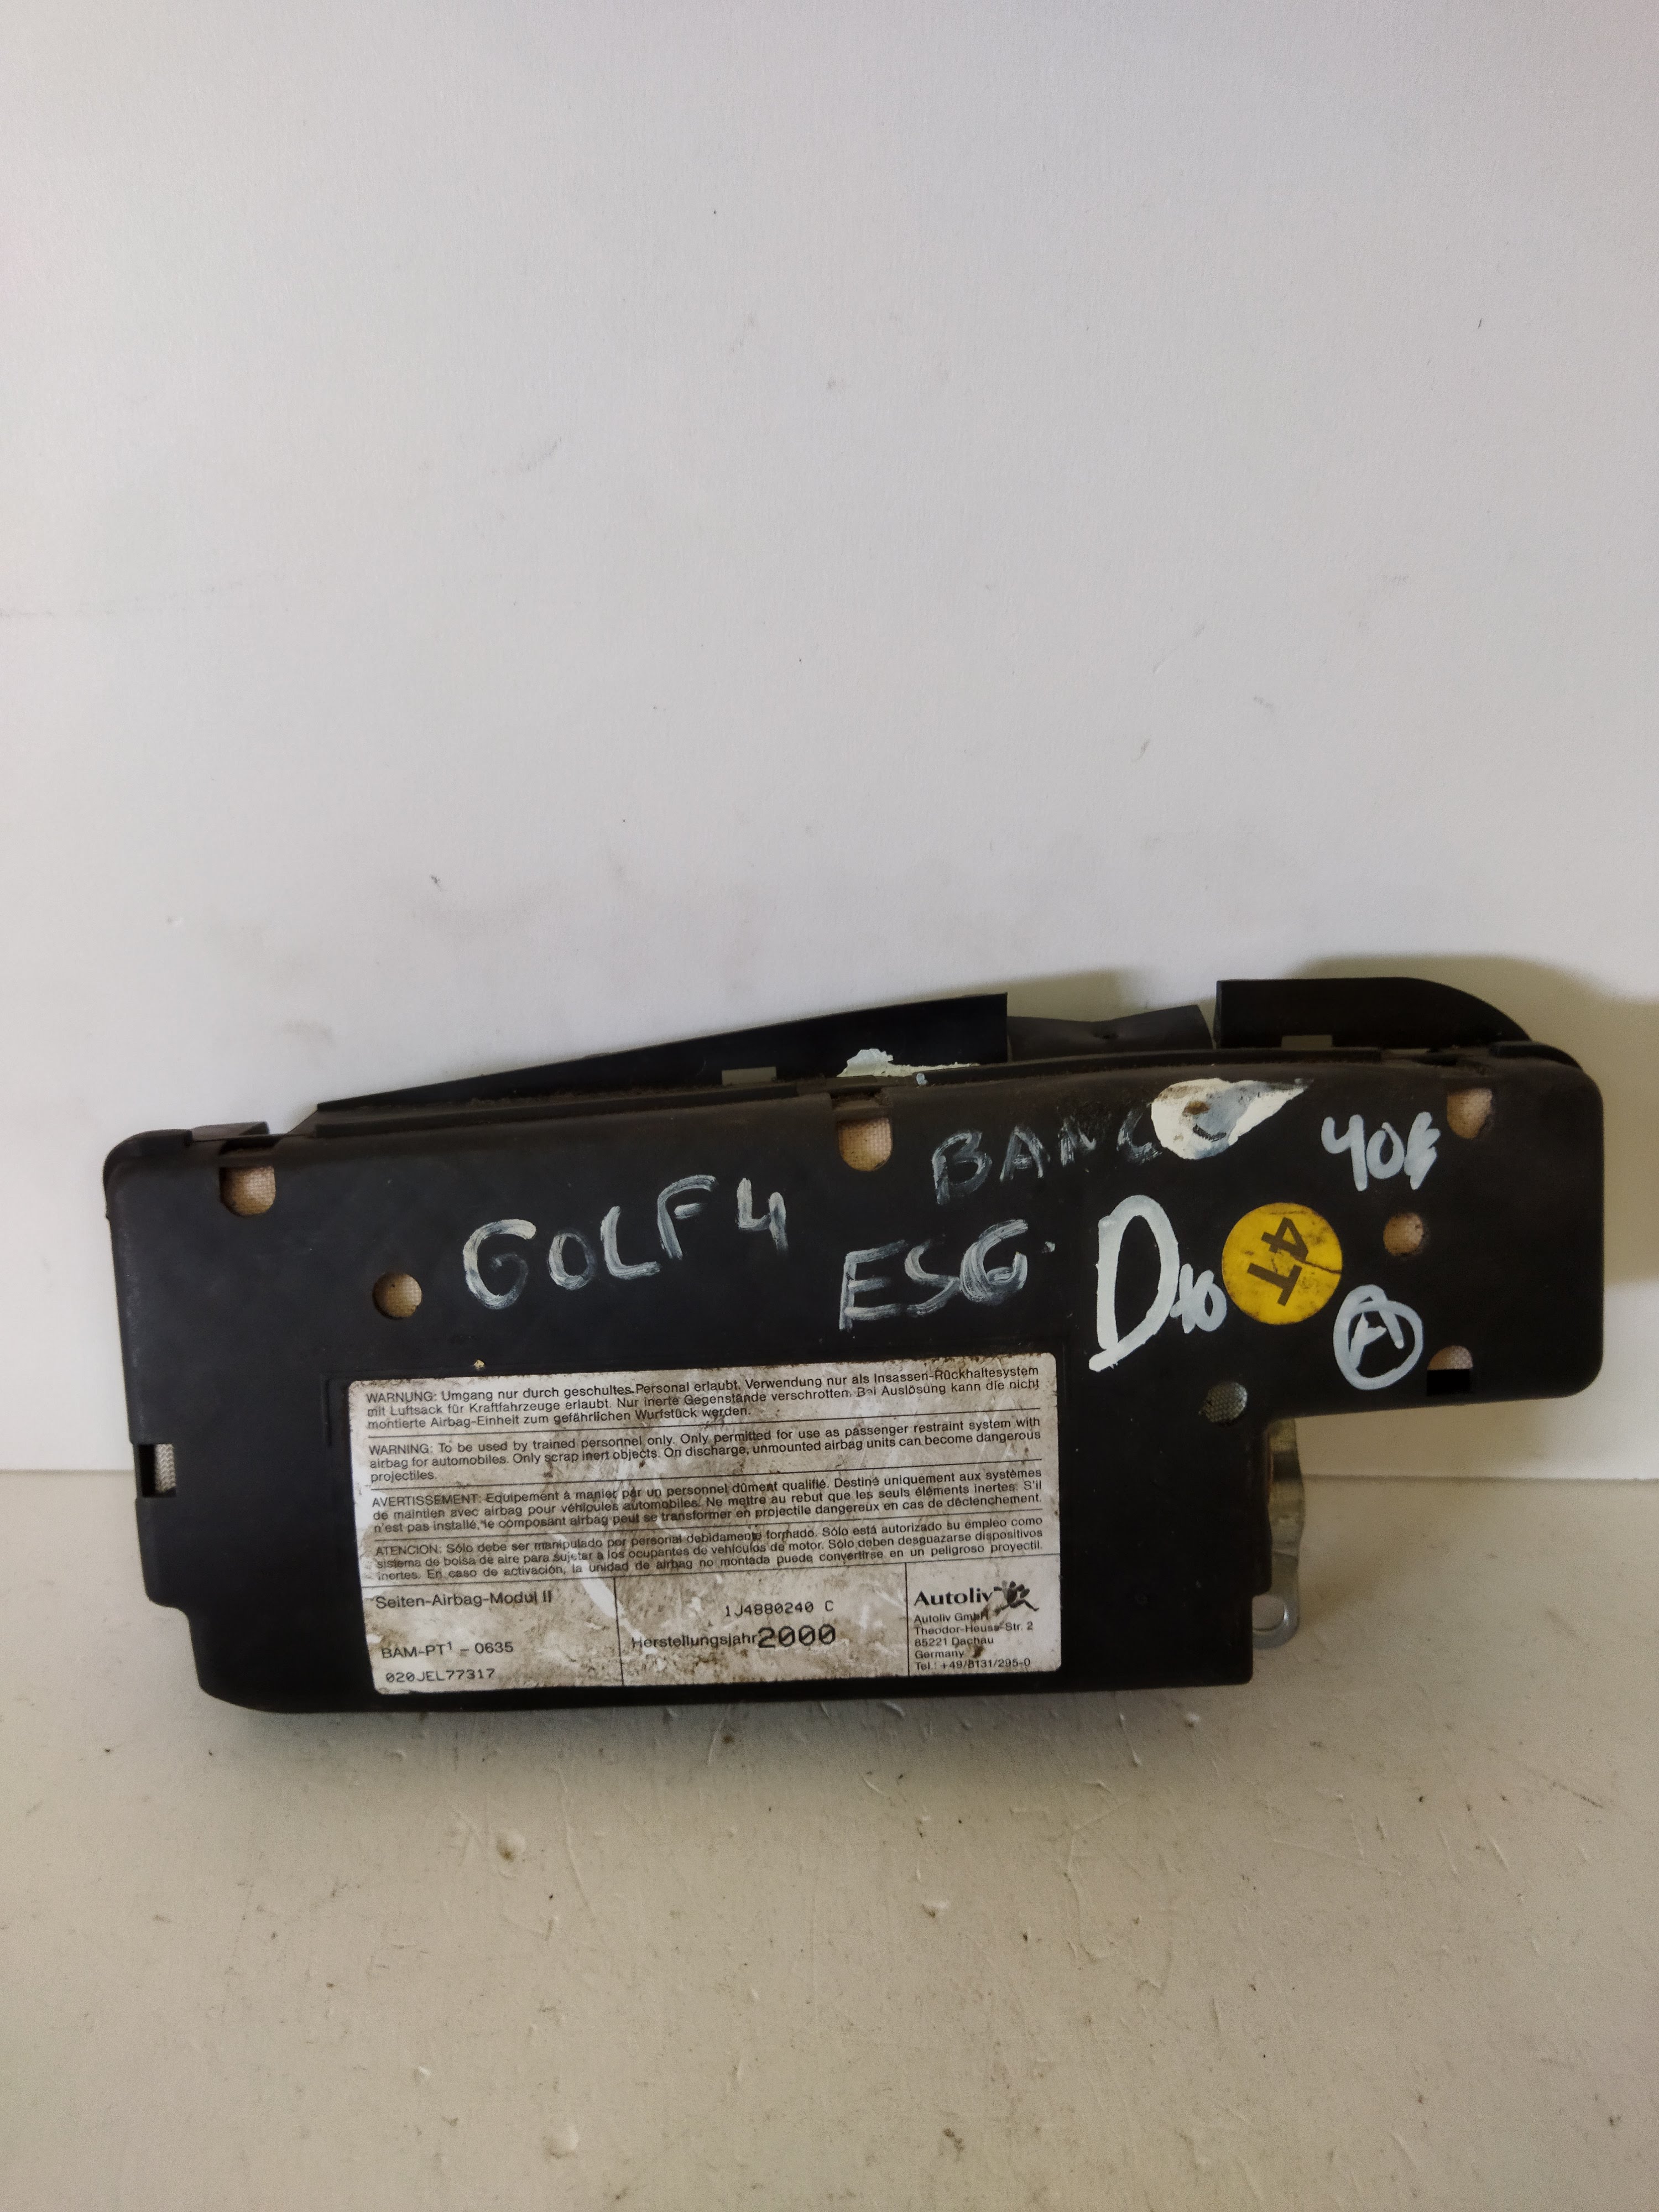 BANC
40€
GOLF 4
ESG.
D
4T
A
WARNUNG: Umgang nur durch geschultes Personal erlaubt. Verwendung nur als Insassen-Rückhaltesystem
mit Luftsack für Kraftfahrzeuge erlaubt. Nur inerte Gegenstände verschrotten. Bei Auslösung kann die nicht
montierte Airbag-Einheit zum gefährlichen Wurfstück werden.
WARNING: To be used by trained personnel only. Only permitted for use as passenger restraint system with
airbag for automobiles. Only scrap inert objects. On discharge, unmounted airbag units can become dangerous
projectiles.
AVERTISSEMENT: Equipement à manier par un personnel dûment qualifié. Destiné uniquement aux systèmes
de maintien avec airbag pour véhicules automobiles. Ne mettre au rebut que les seuls éléments inertes. S'il
n'est pas installé, le composant airbag peut se transformer en projectile dangereux en cas de déclenchement.
ATENCION: Sólo debe ser manipulado por personal debidamente formado. Sólo está autorizado su empleo como
sistema de bolsa de aire para sujetar a los ocupantes de vehículos de motor. Sólo deben desguazarse dispositivos
inertes. En caso de activación, la unidad de airbag no montada puede convertirse en un peligroso proyectil.
Seiten-Airbag-Modul II
BAM-PT¹ - 0635
020JEL77317
1J4880240 C
Herstellungsjahr 2000
Autoliv
Autoliv GmbH
Theodor-Heuss-Str. 2
85221 Dachau
Germany
Tel.: +49/8131/295-0